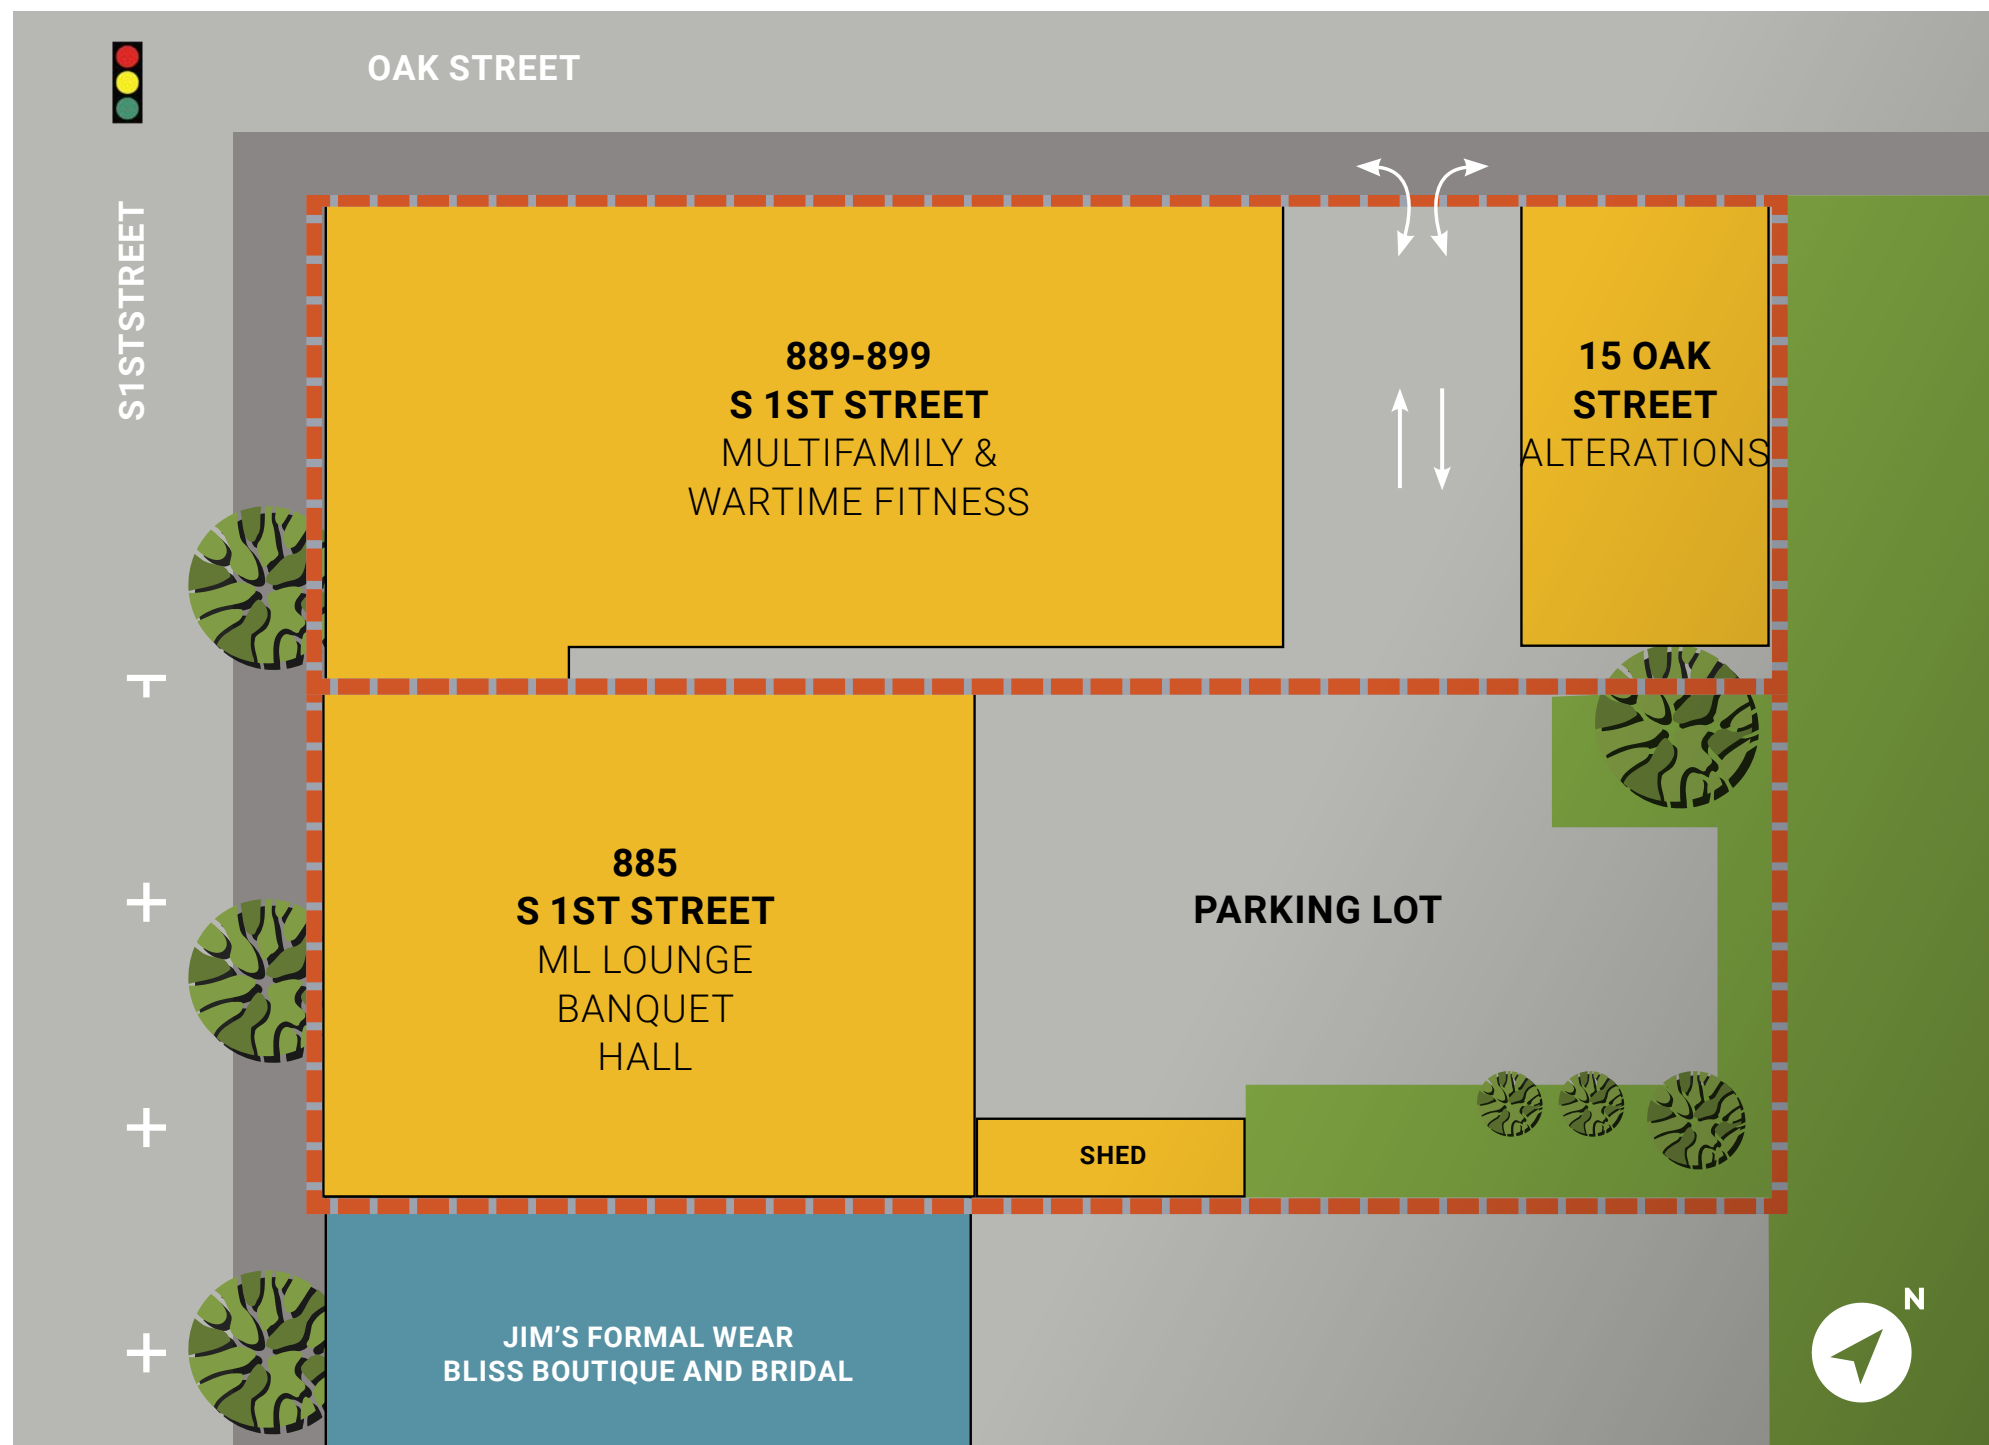 OAK STREET
S1STSTREET
889-899
S 1ST STREET
MULTIFAMILY &
WARTIME FITNESS
15 OAK
STREET
ALTERATIONS
885
S 1ST STREET
ML LOUNGE
BANQUET
HALL
PARKING LOT
SHED
JIM’S FORMAL WEAR
BLISS BOUTIQUE AND BRIDAL
N